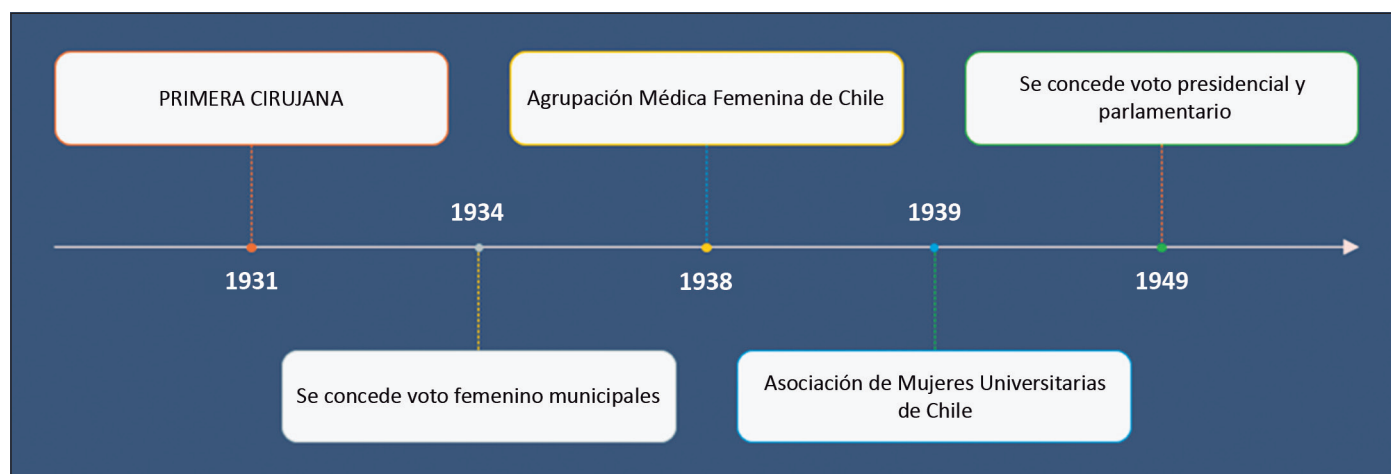 PRIMERA CIRUJANA
Agrupación Médica Femenina de Chile
Se concede voto presidencial y
parlamentario
1934
1939
1931
1938
1949
Se concede voto femenino municipales
Asociación de Mujeres Universitarias
de Chile